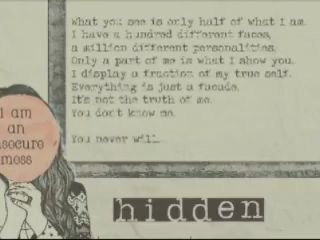 What you see is only half of what I am.
I have a hundred different faces,
a million different personalities.
Only a part of me is what I show you.
I display a fraction of my true self.
Everything is just a facade.
It's not the truth of me.
You dont know me.
You never will.
I am
an
insecure
mess
hidden